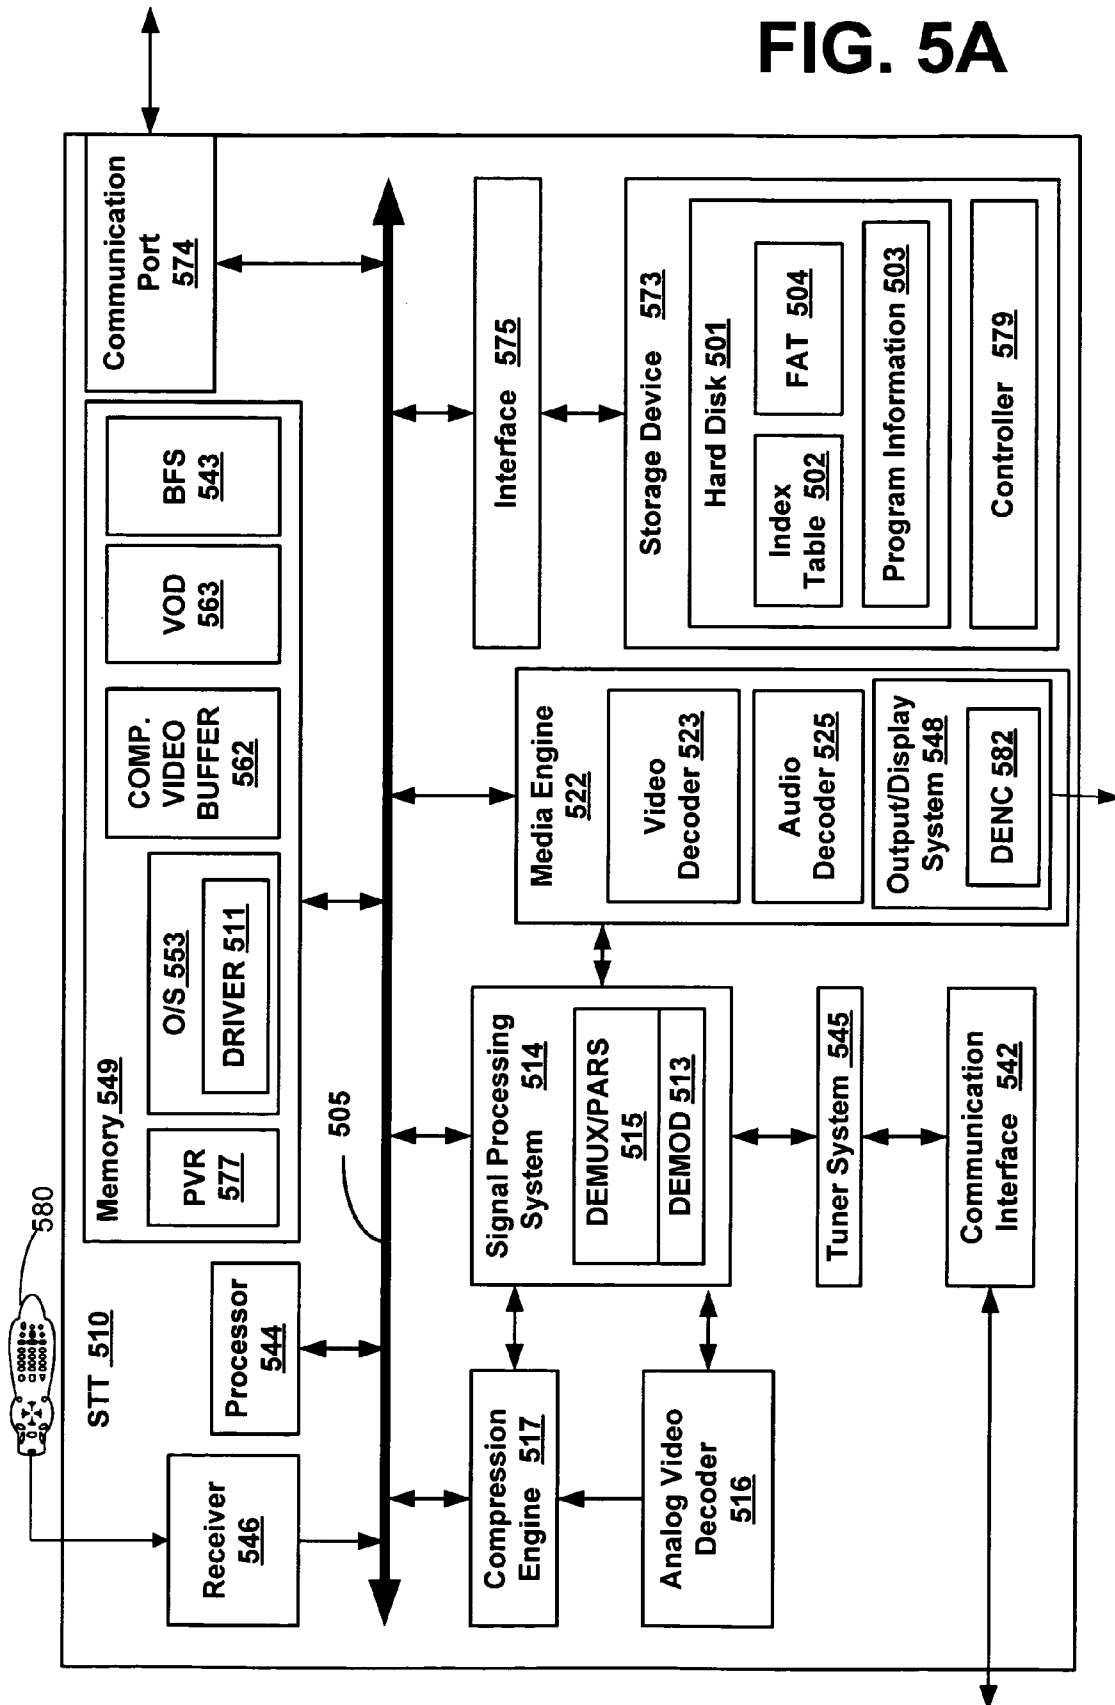 FIG. 5A
580
STT 510
Receiver
546
Processor
544
Memory 549
PVR
577
O/S 553
DRIVER 511
COMP.
VIDEO
BUFFER
562
VOD
563
BFS
543
Communication
Port
574
505
Compression
Engine 517
Analog Video
Decoder
516
Signal Processing
System 514
DEMUX/PARS
515
DEMOD 513
Tuner System 545
Communication
Interface 542
Media Engine
522
Video
Decoder 523
Audio
Decoder 525
Output/Display
System 548
DENC 582
Interface 575
Storage Device 573
Hard Disk 501
Index
Table 502
FAT 504
Program Information 503
Controller 579